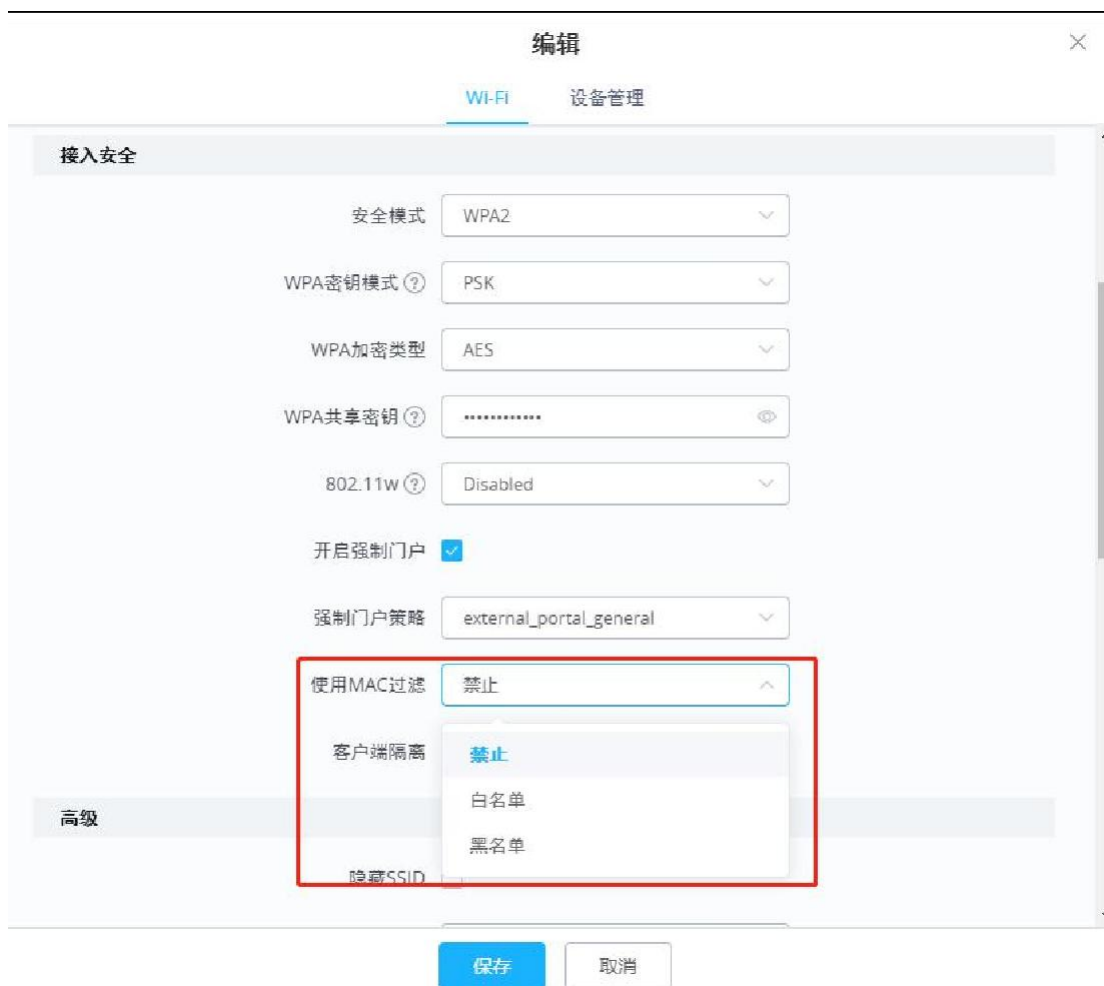 编辑
Wi-Fi 设备管理
接入安全
安全模式 WPA2
WPA密钥模式 ? PSK
WPA加密类型 AES
WPA共享密钥 ? ••••••••••••
802.11w ? Disabled
开启强制门户
强制门户策略 external_portal_general
使用MAC过滤 禁止
客户端隔离 禁止
白名单
高级
黑名单
隐藏SSID
保存 取消